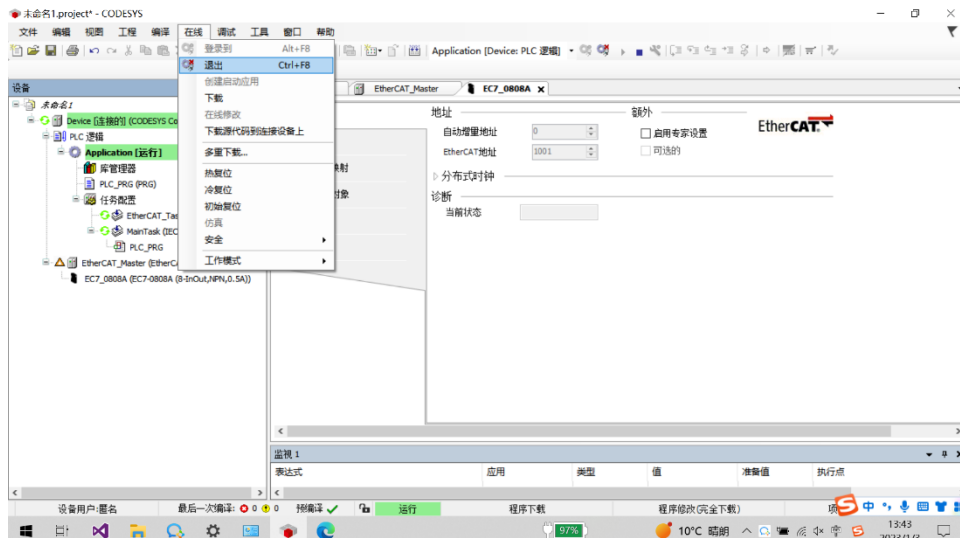 未命名1.project* - CODESYS
文件 编辑 视图 工程 编译 在线 调试 工具 窗口 帮助
登录到 Alt+F8
Application [Device: PLC 逻辑]
退出 Ctrl+F8
创建启动应用
下载
在线修改
下载源代码到连接设备上
多重下载...
热复位
冷复位
初始复位
仿真
安全
工作模式
设备
未命名1
Device [连接的] (CODESYS Co
PLC 逻辑
Application [运行]
库管理器
PLC_PRG (PRG)
任务配置
EtherCAT_Tas
MainTask (IEC
PLC_PRG
EtherCAT_Master (EtherCA
EC7_0808A (EC7-0808A (8-InOut,NPN,0.5A))
EtherCAT_Master EC7_0808A
映射
对象
地址 额外
自动增量地址 0 启用专家设置
EtherCAT.
EtherCAT地址 1001 可选的
分布式时钟
诊断
当前状态
监视 1
表达式 应用 类型 值 准备值 执行点
设备用户:匿名 最后一次编译: 0 0 预编译 运行 程序下载 程序修改(完全下载)
97% 10°C 晴朗 中 13:43